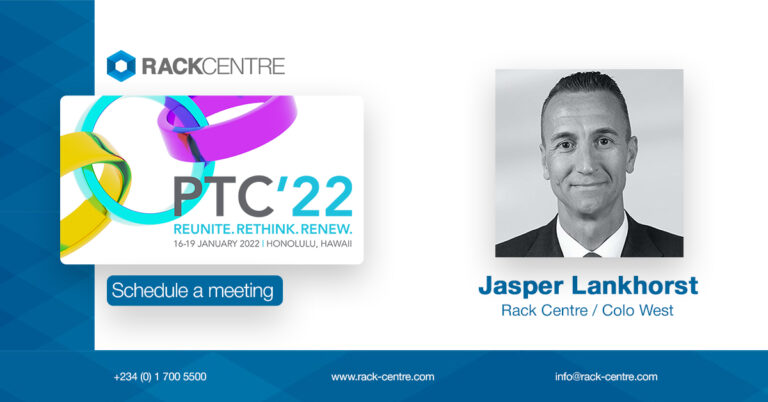 RACKCENTRE
PTC'22
REUNITE. RETHINK. RENEW.
16-19 JANUARY 2022 | HONOLULU, HAWAII
Schedule a meeting
Jasper Lankhorst
Rack Centre / Colo West
+234 (0) 1 700 5500
www.rack-centre.com
info@rack-centre.com